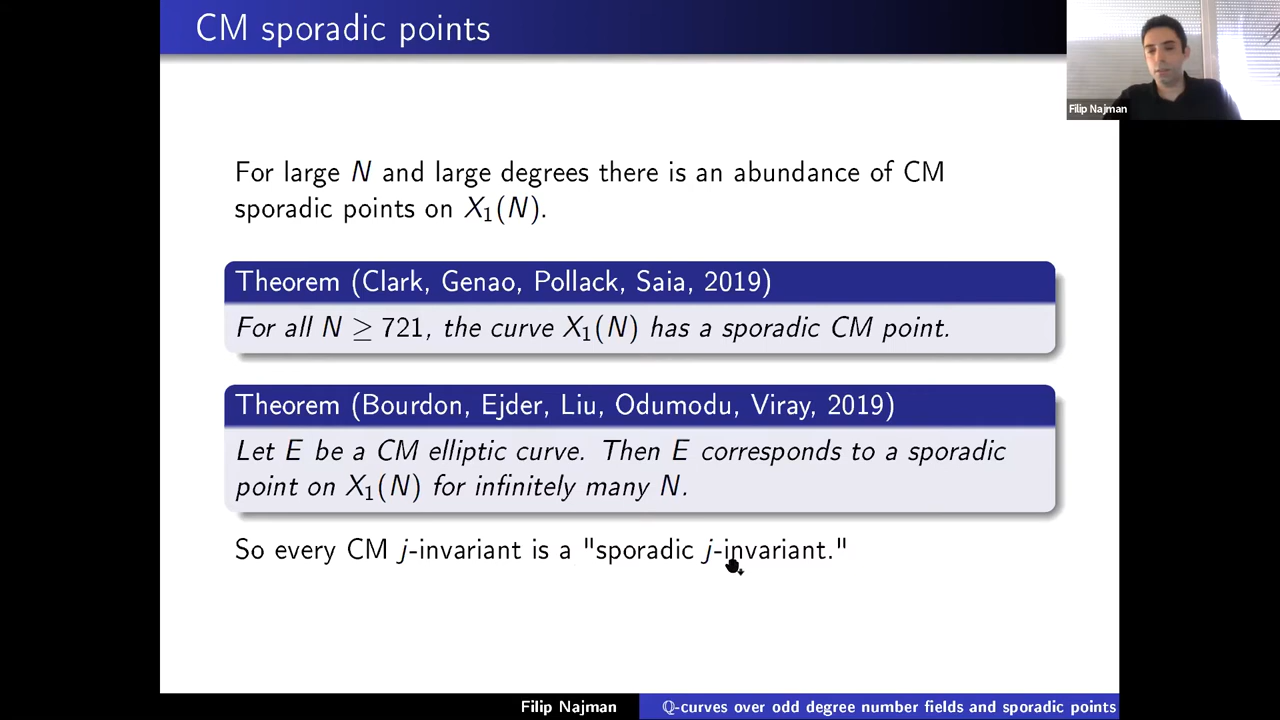 CM sporadic points
Filip Najman
For large N and large degrees there is an abundance of CM
sporadic points on X₁(N).
Theorem (Clark, Genao, Pollack, Saia, 2019)
For all N ≥ 721, the curve X₁(N) has a sporadic CM point.
Theorem (Bourdon, Ejder, Liu, Odumodu, Viray, 2019)
Let E be a CM elliptic curve. Then E corresponds to a sporadic
point on X₁(N) for infinitely many N.
So every CM j-invariant is a "sporadic j-invariant."
Filip Najman
ℚ-curves over odd degree number fields and sporadic points